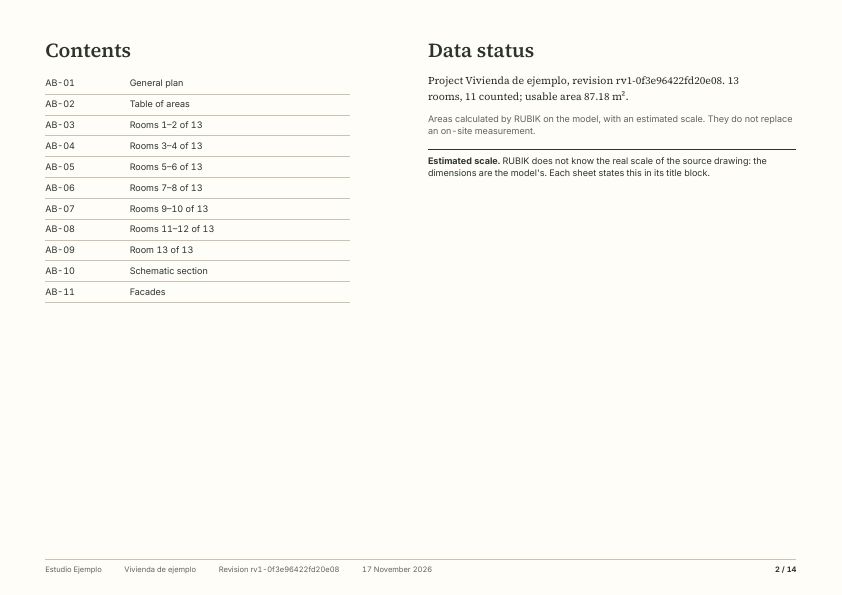 Contents
AB-01 General plan
AB-02 Table of areas
AB-03 Rooms 1–2 of 13
AB-04 Rooms 3–4 of 13
AB-05 Rooms 5–6 of 13
AB-06 Rooms 7–8 of 13
AB-07 Rooms 9–10 of 13
AB-08 Rooms 11–12 of 13
AB-09 Room 13 of 13
AB-10 Schematic section
AB-11 Facades
Data status
Project Vivienda de ejemplo, revision rv1-0f3e96422fd20e08. 13
rooms, 11 counted; usable area 87.18 m².
Areas calculated by RUBIK on the model, with an estimated scale. They do not replace
an on-site measurement.
Estimated scale. RUBIK does not know the real scale of the source drawing: the
dimensions are the model's. Each sheet states this in its title block.
Estudio Ejemplo Vivienda de ejemplo Revision rv1-0f3e96422fd20e08 17 November 2026 2 / 14